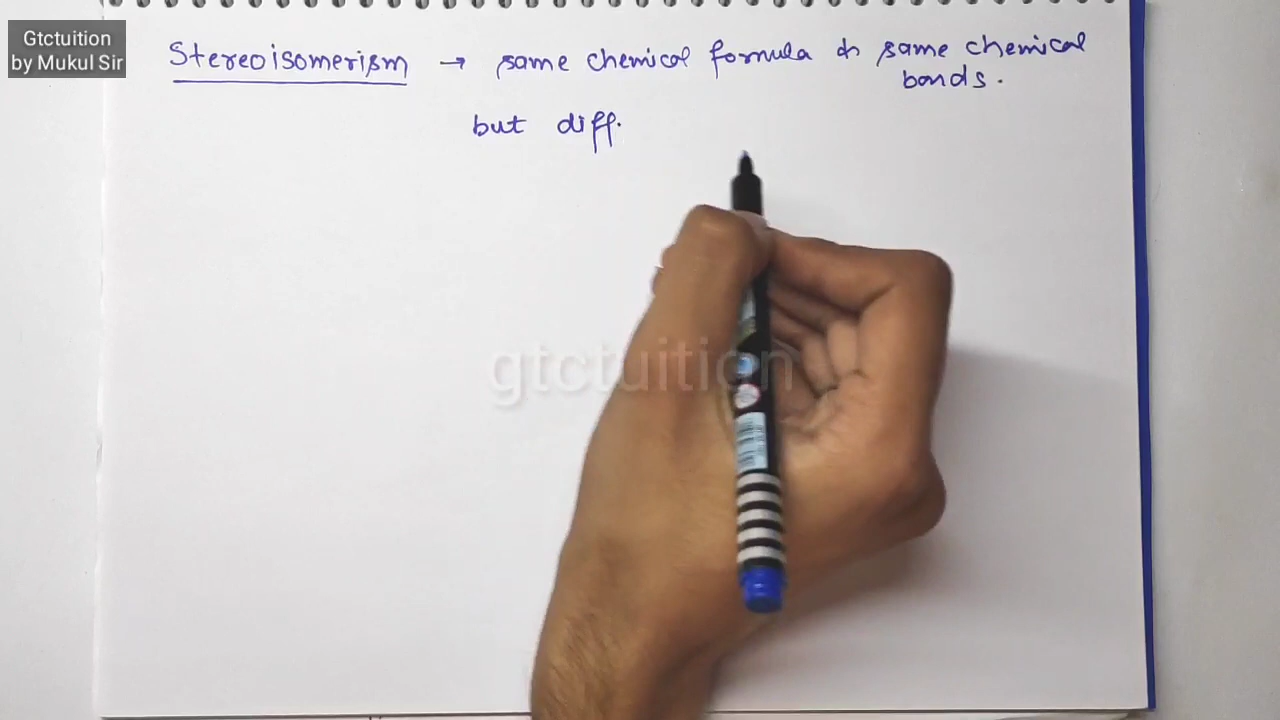 Gtctuition
by Mukul Sir
Stereoisomerism → same chemical formula & same chemical
bonds.
but diff.
gtctuition